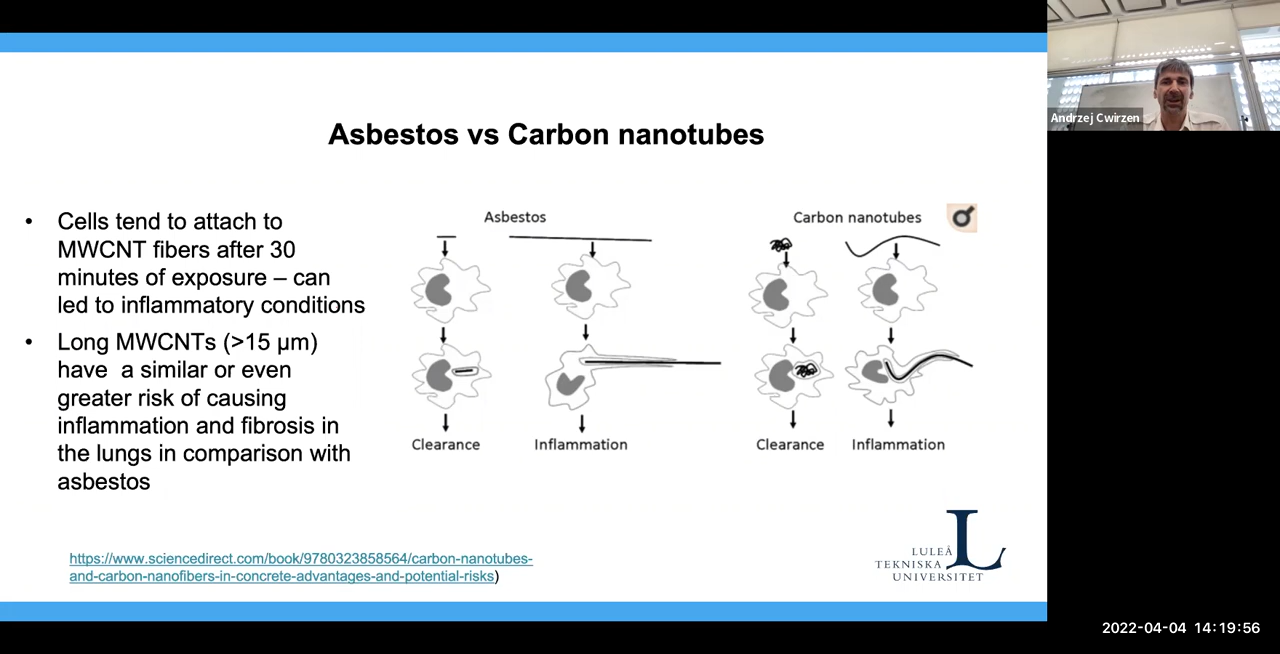 Asbestos vs Carbon nanotubes
• Cells tend to attach to
MWCNT fibers after 30
minutes of exposure – can
led to inflammatory conditions
• Long MWCNTs (>15 μm)
have a similar or even
greater risk of causing
inflammation and fibrosis in
the lungs in comparison with
asbestos
Asbestos
Carbon nanotubes
Clearance
Inflammation
Clearance
Inflammation
https://www.sciencedirect.com/book/9780323858564/carbon-nanotubes-
and-carbon-nanofibers-in-concrete-advantages-and-potential-risks)
LULEÅ
TEKNISKA
UNIVERSITET
L
Andrzej Cwirzen
2022-04-04 14:19:56